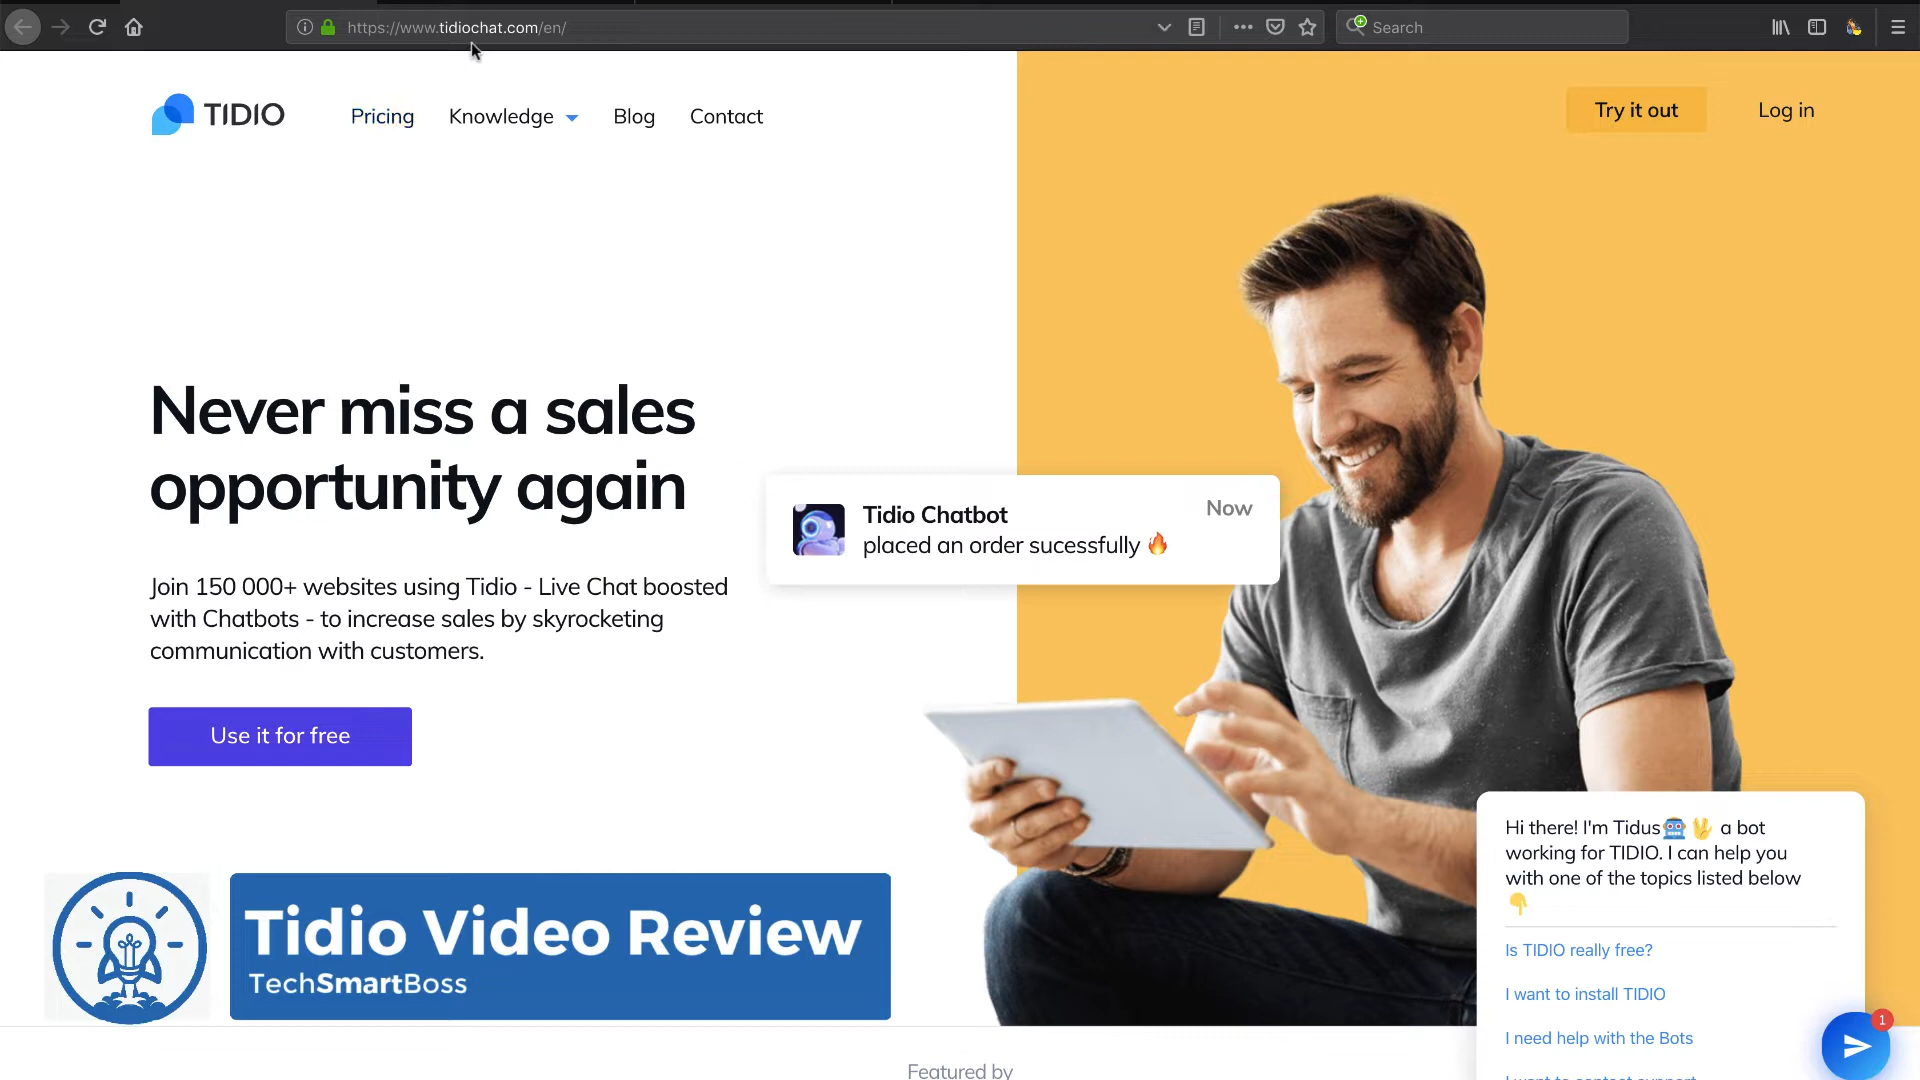 https://www.tidiochat.com/en/
Search
TIDIO
Pricing
Knowledge
Blog
Contact
Try it out
Log in
Never miss a sales
opportunity again
Tidio Chatbot
Now
placed an order sucessfully 🔥
Join 150 000+ websites using Tidio - Live Chat boosted
with Chatbots - to increase sales by skyrocketing
communication with customers.
Use it for free
Tidio Video Review
TechSmartBoss
Hi there! I'm Tidus🤖🖖 a bot
working for TIDIO. I can help you
with one of the topics listed below
👇
Is TIDIO really free?
I want to install TIDIO
I need help with the Bots
I want to contact support
1
Featured by